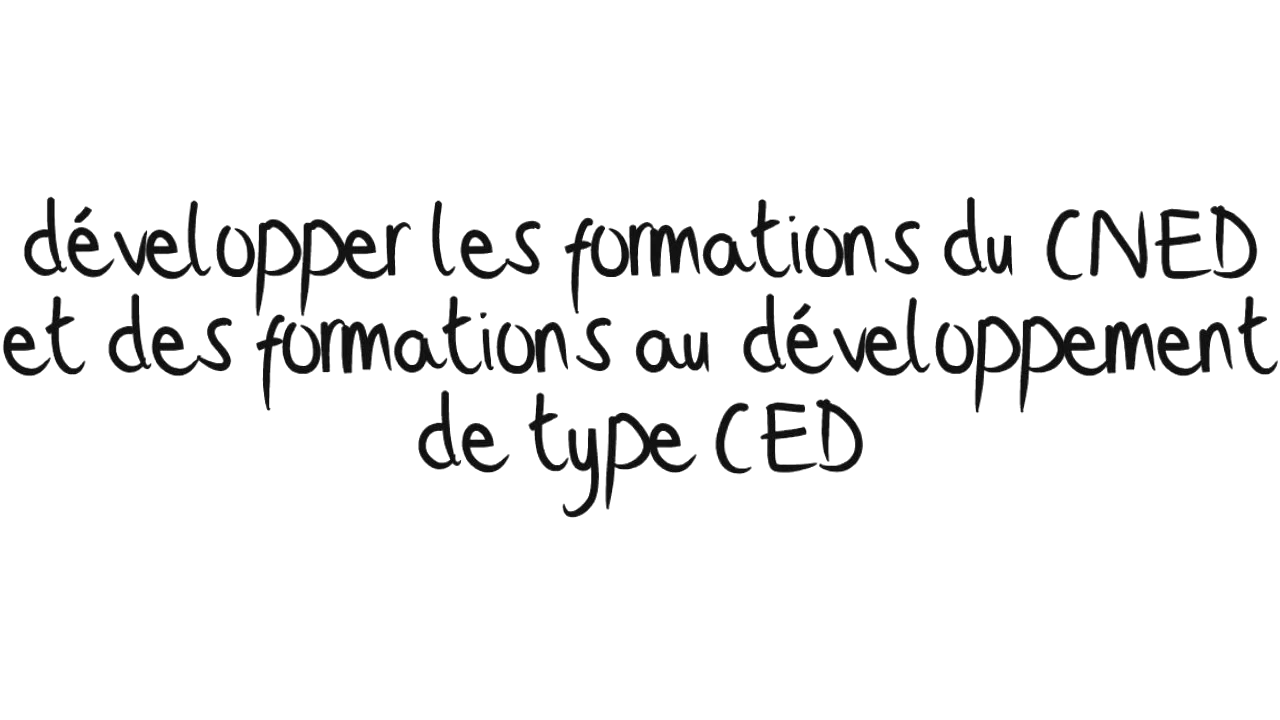 développer les formations du CNED
et des formations au développement
de type CED